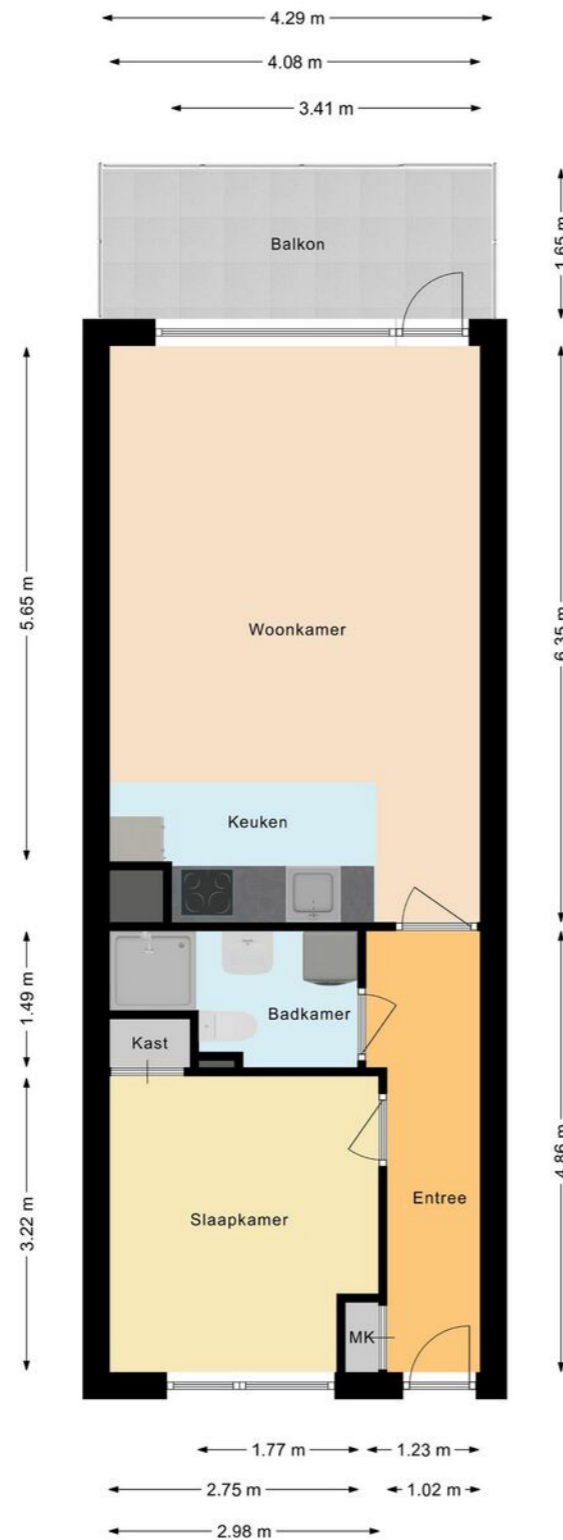 4.29 m
4.08 m
3.41 m
Balkon
1.65 m
5.65 m
Woonkamer
6.35 m
Keuken
1.49 m
Badkamer
Kast
4.86 m
Entree
Slaapkamer
3.22 m
MK
1.77 m
1.23 m
2.75 m
1.02 m
2.98 m